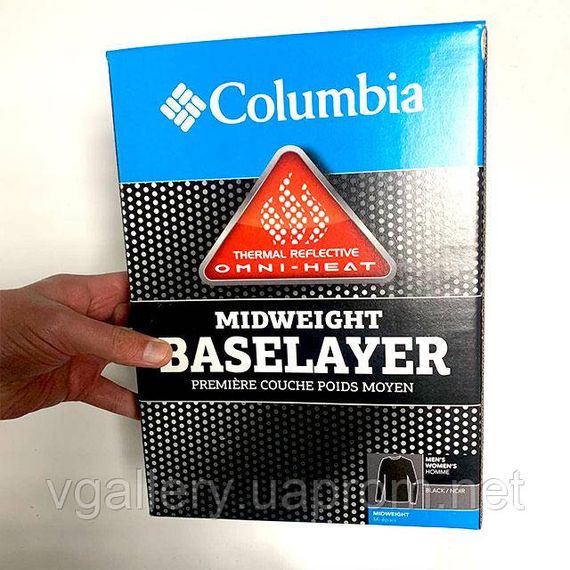 Columbia
THERMAL REFLECTIVE
OMNI-HEAT
MIDWEIGHT
BASELAYER
PREMIÈRE COUCHE POIDS MOYEN
MEN'S
WOMEN'S
HOMME
BLACK / NOIR
MIDWEIGHT
vgallery.uaprom.net